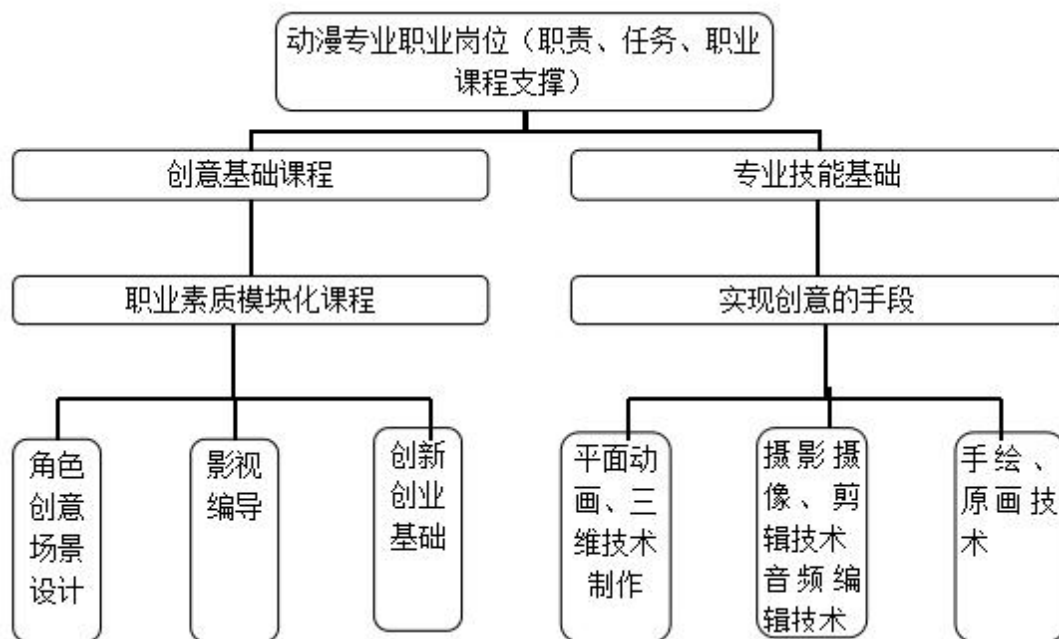 动漫专业职业岗位（职责、任务、职业
课程支撑）
创意基础课程
专业技能基础
职业素质模块化课程
实现创意的手段
角色
创意
场景
设计
影视
编导
创新
创业
基础
平面动
画、三
维技术
制作
摄影摄
像、剪
辑技术
音频编
辑技术
手绘、
原画技
术